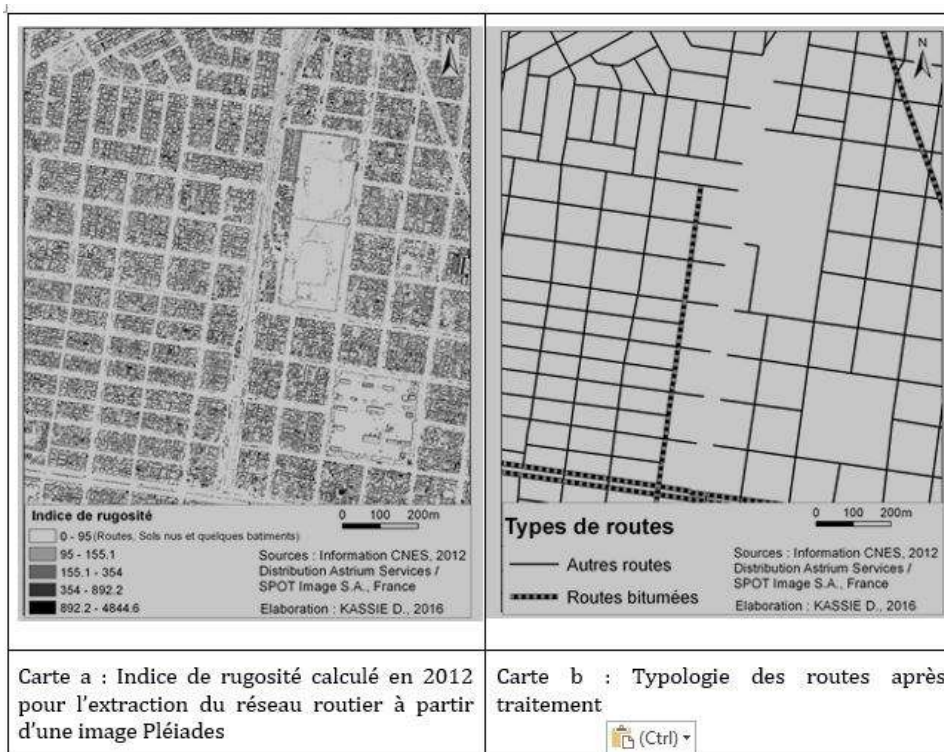 N
Indice de rugosité
0 - 95 (Routes, Sols nus et quelques batiments)
95 - 155.1
155.1 - 354
354 - 892.2
892.2 - 4844.6
0 100 200m
Sources : Information CNES, 2012
Distribution Astrium Services /
SPOT Image S.A., France
Elaboration : KASSIE D., 2016
N
Types de routes
Autres routes
Routes bitumées
0 100 200m
Sources : Information CNES, 2012
Distribution Astrium Services /
SPOT Image S.A., France
Elaboration : KASSIE D., 2016
Carte a : Indice de rugosité calculé en 2012
pour l'extraction du réseau routier à partir
d'une image Pléiades
Carte b : Typologie des routes après
traitement
(Ctrl)